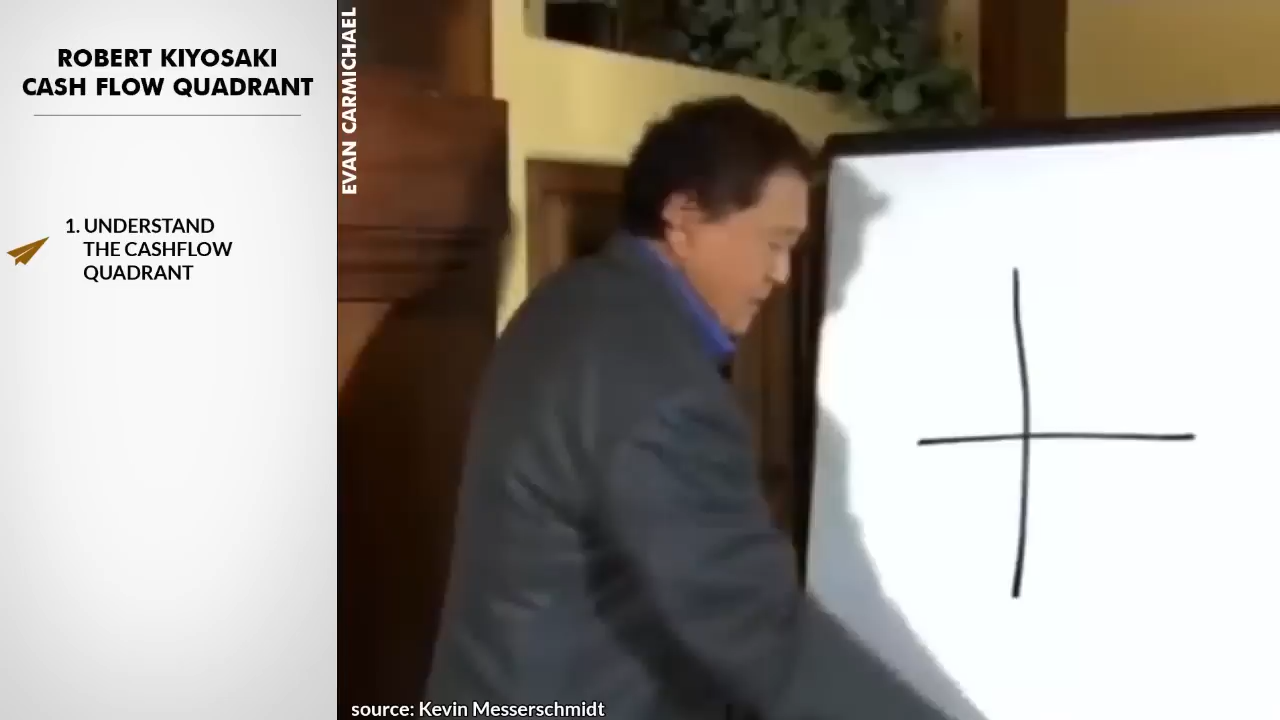 ROBERT KIYOSAKI
CASH FLOW QUADRANT
1. UNDERSTAND
THE CASHFLOW
QUADRANT
EVAN CARMICHAEL
source: Kevin Messerschmidt